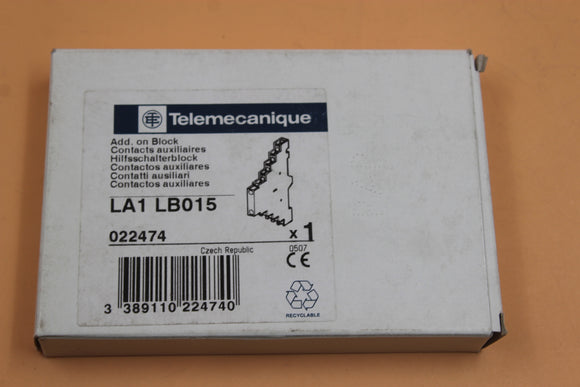 Telemecanique
Add. on Block
Contacts auxiliaires
Hilfsschalterblock
Contactos auxiliares
Contatti ausiliari
Contactos auxiliares
LA1 LB015
022474
x 1
Czech Republic
0507
CE
3 389110 224740
RECYCLABLE